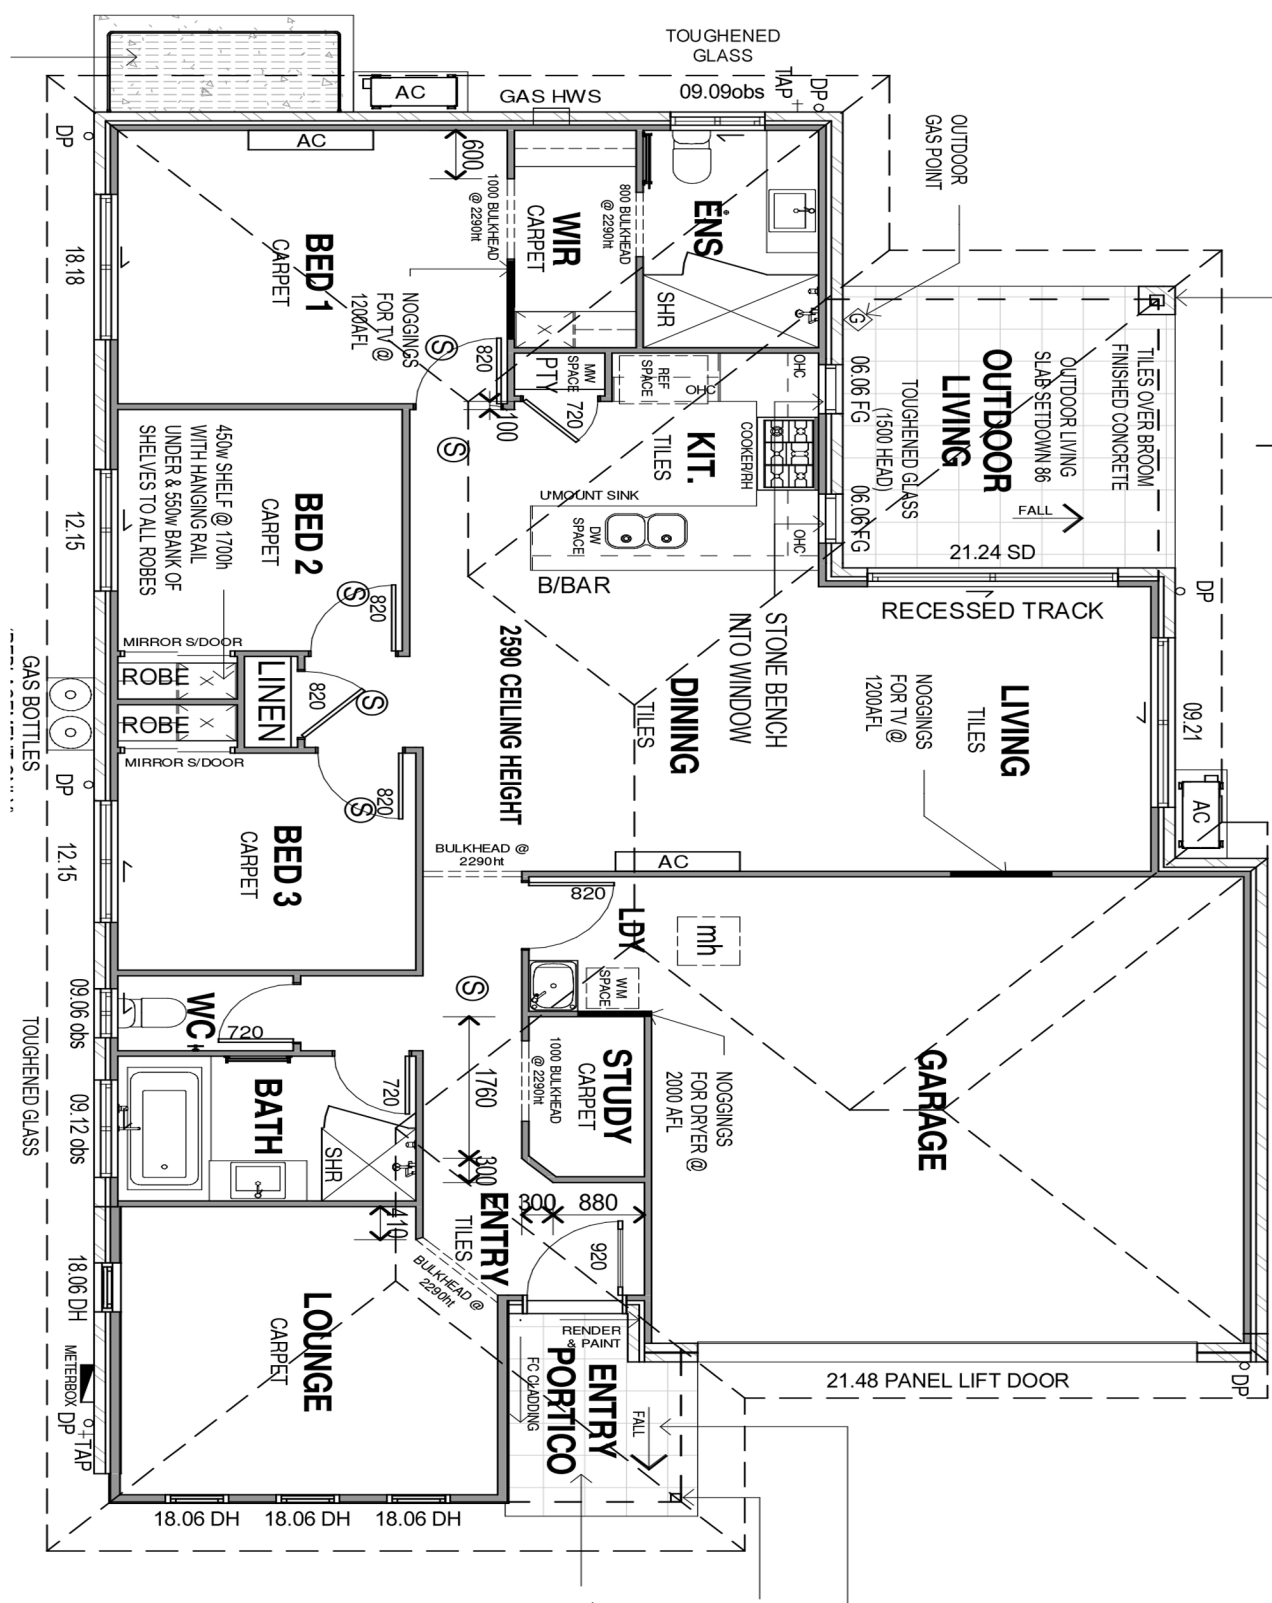 TOUGHENED
GLASS
09.09obs
TAP
DP
AC
GAS HWS
DP
AC
600
1000 BULKHEAD
@ 2290ht
WIR
CARPET
800 BULKHEAD
@ 2290ht
ENS
SHR
OUTDOOR
GAS POINT
BED1
CARPET
18.18
NOGGINGS
FOR TV @
1200AFL
S
820
100
S
PTY
MW
SPACE
720
REF
SPACE
OHC
OHC
KIT.
TILES
COOKER/RH
U'MOUNT SINK
DW
SPACE
OHC
B/BAR
G
06.06 FG
06.06 FG
TOUGHENED GLASS
(1500 HEAD)
OUTDOOR
LIVING
OUTDOOR LIVING
SLAB SETDOWN 86
TILES OVER BROOM
FINISHED CONCRETE
FALL
21.24 SD
RECESSED TRACK
DP
12.15
BED 2
CARPET
450w SHELF @ 1700h
WITH HANGING RAIL
UNDER & 550w BANK OF
SHELVES TO ALL ROBES
S
820
MIRROR S/DOOR
ROBE
ROBE
MIRROR S/DOOR
LINEN
820
S
GAS BOTTLES
DP
2590 CEILING HEIGHT
STONE BENCH
INTO WINDOW
DINING
TILES
LIVING
TILES
NOGGINGS
FOR TV @
1200AFL
09.21
AC
12.15
BED 3
CARPET
820
S
BULKHEAD @
2290ht
AC
820
LDY
mh
WM
SPACE
S
WC
720
09.06 obs
TOUGHENED GLASS
09.12 obs
BATH
720
SHR
1760
300
1000 BULKHEAD
@ 2290ht
STUDY
CARPET
NOGGINGS
FOR DRYER @
2000 AFL
GARAGE
300
880
ENTRY
TILES
920
410
BULKHEAD @
2290ht
18.06 DH
LOUNGE
CARPET
METERBOX
DP
TAP
RENDER
& PAINT
FC CLADDING
ENTRY
PORTICO
FALL
21.48 PANEL LIFT DOOR
DP
18.06 DH
18.06 DH
18.06 DH